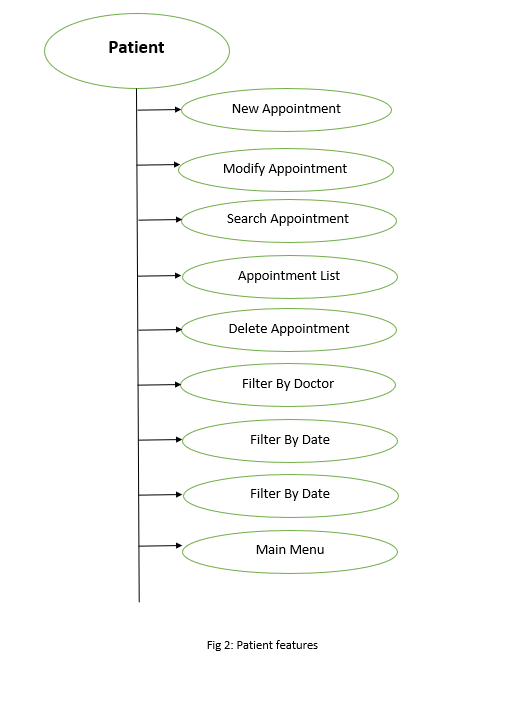 Patient
New Appointment
Modify Appointment
Search Appointment
Appointment List
Delete Appointment
Filter By Doctor
Filter By Date
Filter By Date
Main Menu
Fig 2: Patient features